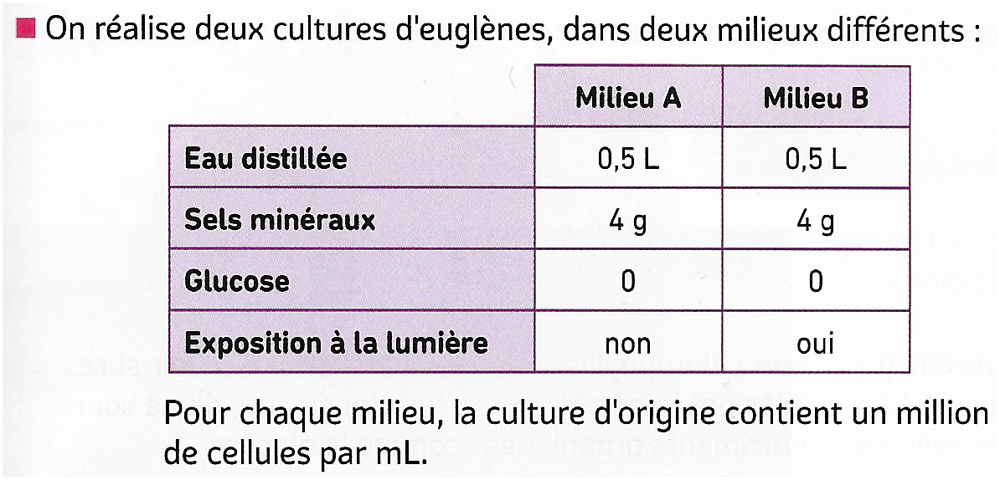 On réalise deux cultures d'euglènes, dans deux milieux différents :
Milieu A Milieu B
Eau distillée 0,5 L 0,5 L
Sels minéraux 4 g 4 g
Glucose 0 0
Exposition à la lumière non oui
Pour chaque milieu, la culture d'origine contient un million
de cellules par mL.